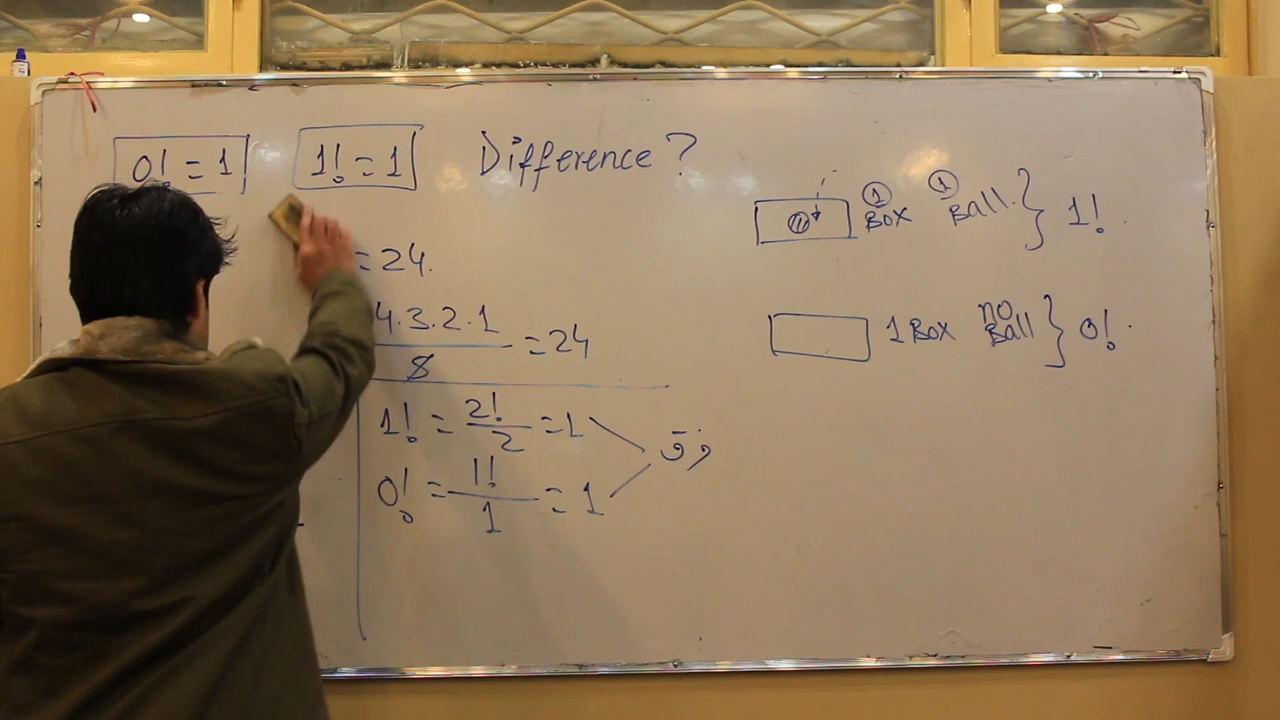 0! = 1 1! = 1 Difference ?
= 24.
4.3.2.1 / 8 = 24
1! = 2! / 2 = 1
0! = 1! / 1 = 1
فرق
1 Box 1 Ball. } 1! .
1 Box no Ball } 0! .